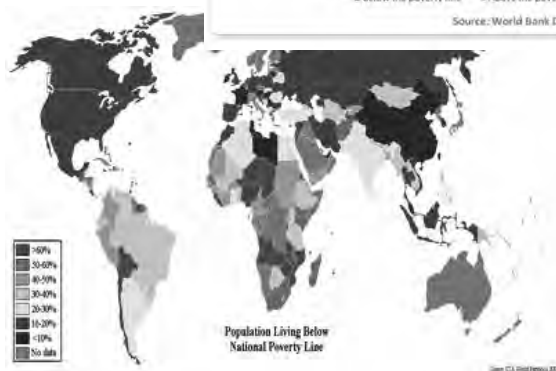 Source: World Bank D
>60%
50-60%
40-50%
30-40%
20-30%
10-20%
<10%
No data
Population Living Below
National Poverty Line